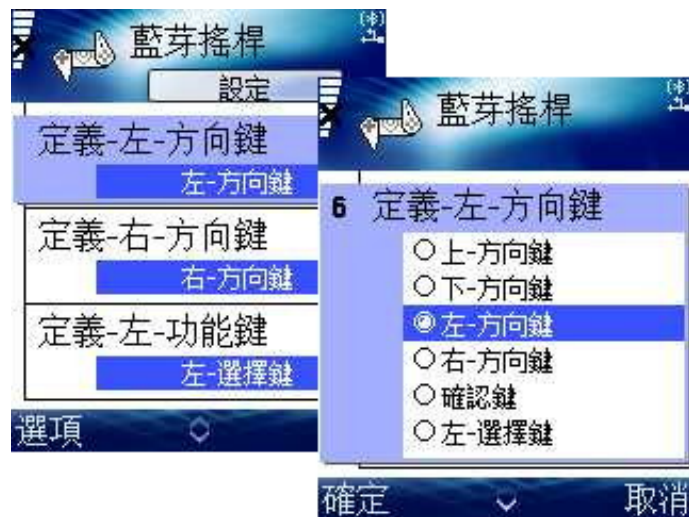 藍芽搖桿
設定
定義-左-方向鍵
左-方向鍵
定義-右-方向鍵
右-方向鍵
定義-左-功能鍵
左-選擇鍵
選項
藍芽搖桿
6 定義-左-方向鍵
上-方向鍵
下-方向鍵
左-方向鍵
右-方向鍵
確認鍵
左-選擇鍵
確定 取消